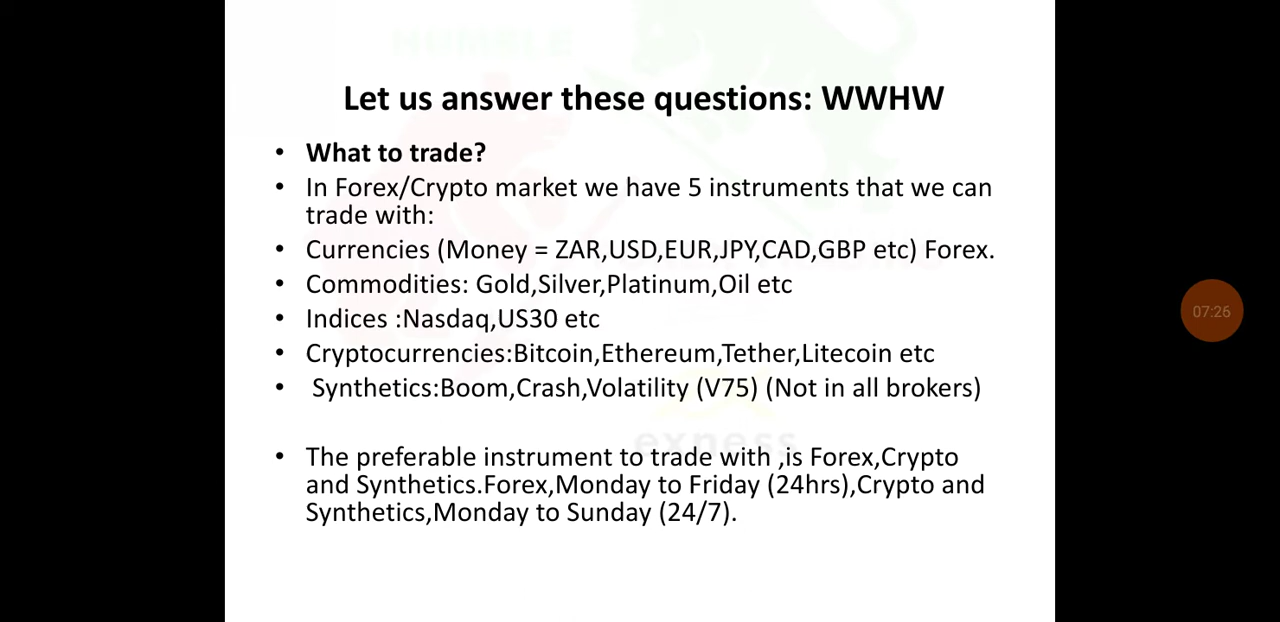 Let us answer these questions: WWHW
• What to trade?
• In Forex/Crypto market we have 5 instruments that we can
trade with:
• Currencies (Money = ZAR,USD,EUR,JPY,CAD,GBP etc) Forex.
• Commodities: Gold,Silver,Platinum,Oil etc
• Indices :Nasdaq,US30 etc
07:26
• Cryptocurrencies:Bitcoin,Ethereum,Tether,Litecoin etc
• Synthetics:Boom,Crash,Volatility (V75) (Not in all brokers)
exness
• The preferable instrument to trade with ,is Forex,Crypto
and Synthetics.Forex,Monday to Friday (24hrs),Crypto and
Synthetics,Monday to Sunday (24/7).